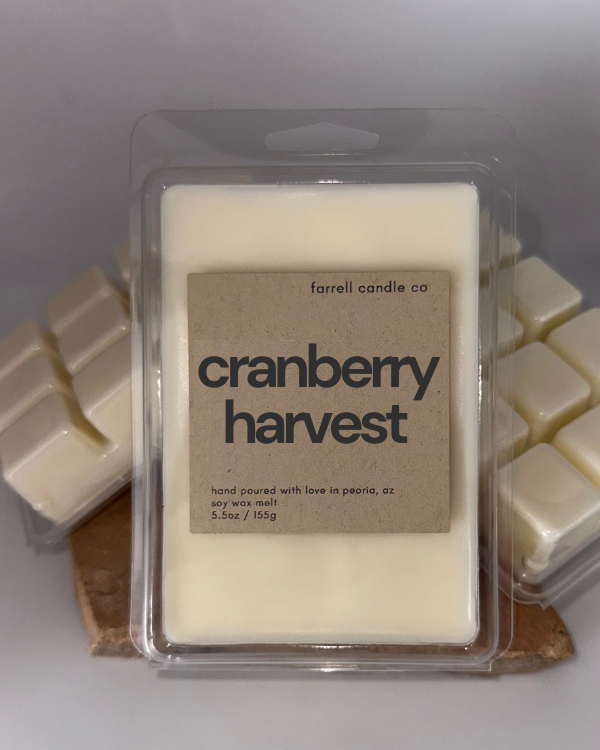 farrell candle co
cranberry
harvest
hand poured with love in peoria, az
soy wax melt
5.5oz / 155g